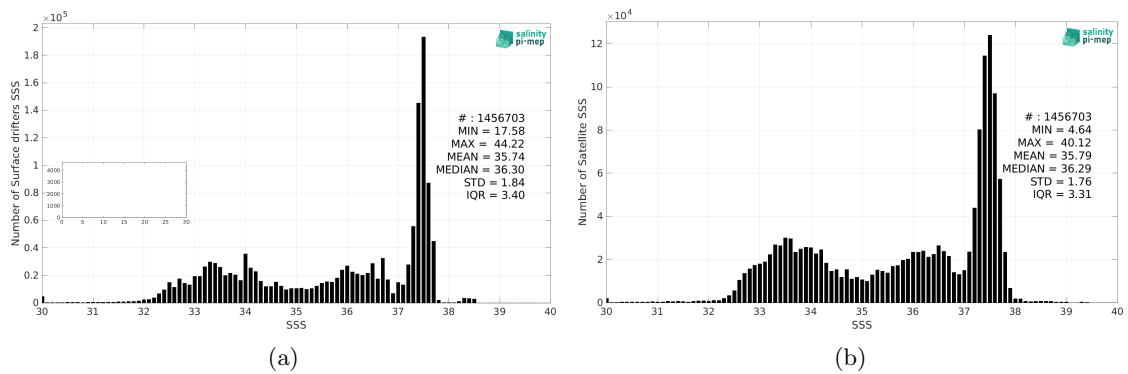 ×10⁵
2
1.8
1.6
1.4
1.2
1
0.8
0.6
0.4
0.2
0
Number of Surface drifters SSS
salinity
pi-mep
# : 1456703
MIN = 17.58
MAX = 44.22
MEAN = 35.74
MEDIAN = 36.30
STD = 1.84
IQR = 3.40
4000
3000
2000
1000
0
0 5 10 15 20 25 30
30 31 32 33 34 35 36 37 38 39 40
SSS
(a)
×10⁴
12
10
8
6
4
2
0
Number of Satellite SSS
salinity
pi-mep
# : 1456703
MIN = 4.64
MAX = 40.12
MEAN = 35.79
MEDIAN = 36.29
STD = 1.76
IQR = 3.31
30 31 32 33 34 35 36 37 38 39 40
SSS
(b)